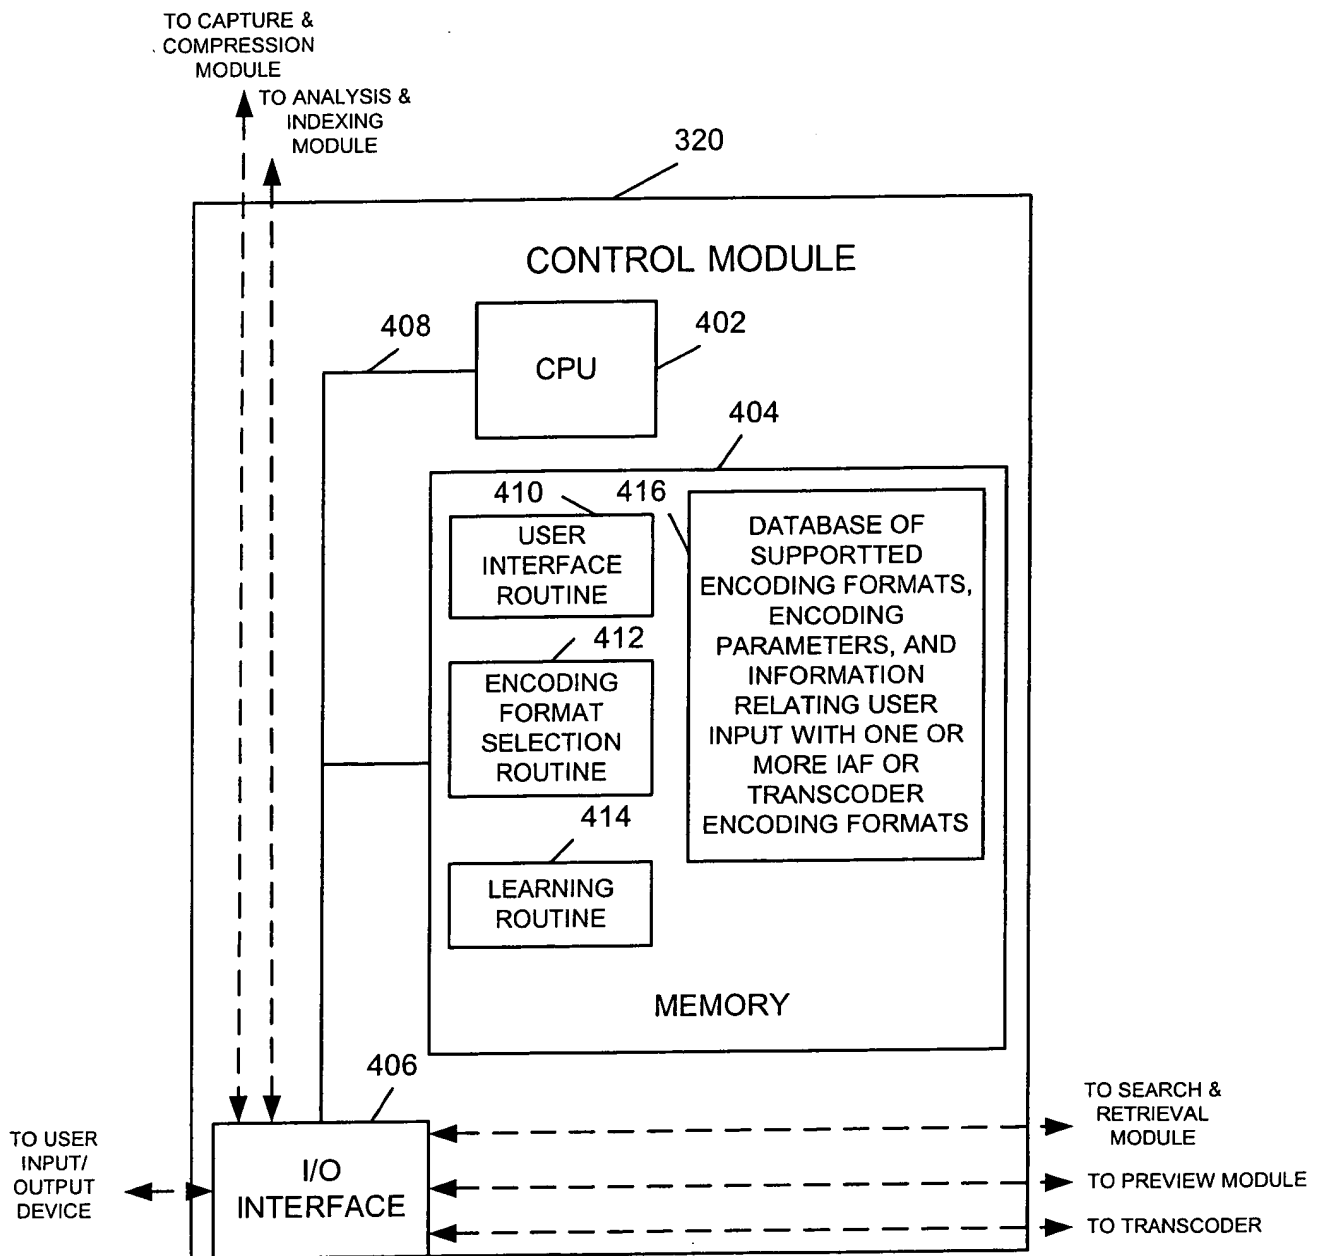 TO CAPTURE &
COMPRESSION
MODULE
TO ANALYSIS &
INDEXING
MODULE
320
CONTROL MODULE
408
CPU
402
404
410
USER
INTERFACE
ROUTINE
416
DATABASE OF
SUPPORTTED
ENCODING FORMATS,
ENCODING
PARAMETERS, AND
INFORMATION
RELATING USER
INPUT WITH ONE OR
MORE IAF OR
TRANSCODER
ENCODING FORMATS
412
ENCODING
FORMAT
SELECTION
ROUTINE
414
LEARNING
ROUTINE
MEMORY
406
I/O
INTERFACE
TO USER
INPUT/
OUTPUT
DEVICE
TO SEARCH &
RETRIEVAL
MODULE
TO PREVIEW MODULE
TO TRANSCODER